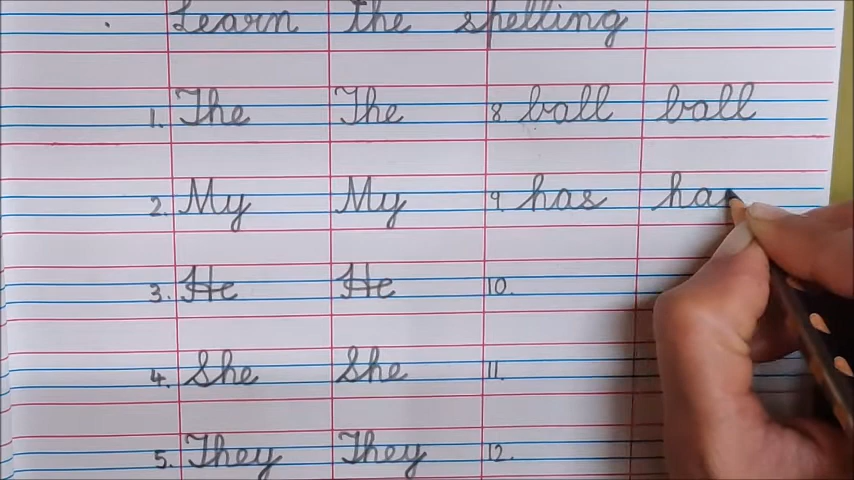 Learn the spelling
1. The The 8. ball ball
2. My My 9. has
3. He He 10.
4. She She 11.
5. They They 12.